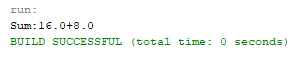 run:
Sum:16.0+8.0
BUILD SUCCESSFUL (total time: 0 seconds)